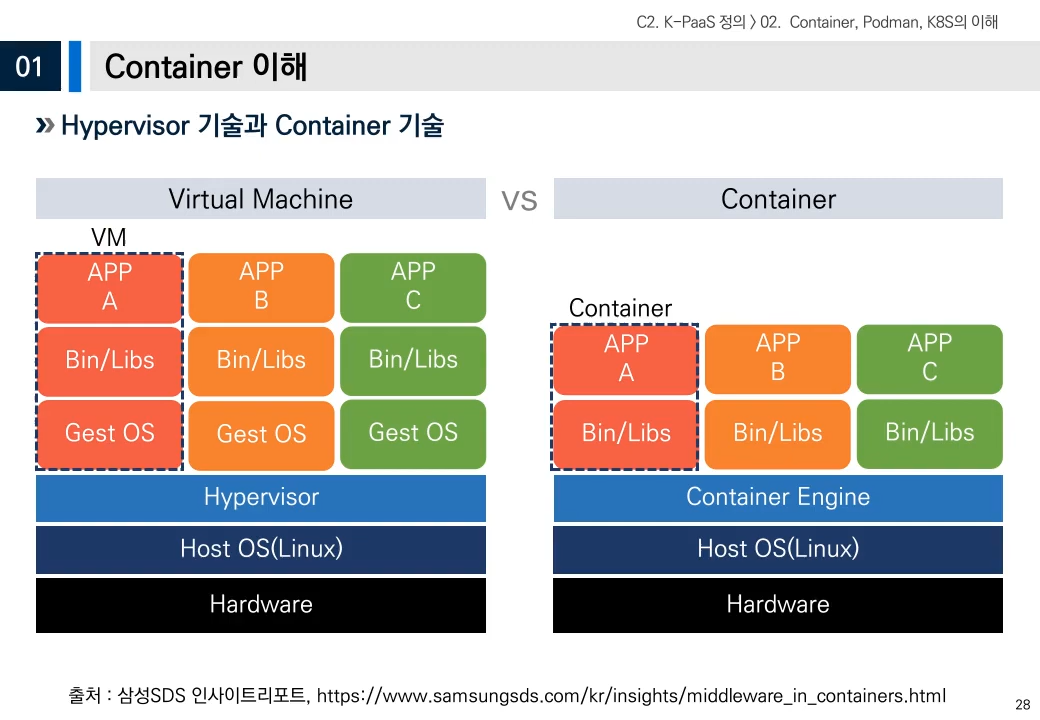 C2. K-PaaS 정의 > 02. Container, Podman, K8S의 이해
01
Container 이해
Hypervisor 기술과 Container 기술
Virtual Machine
VS
Container
VM
APP
A
APP
B
APP
C
Bin/Libs
Bin/Libs
Bin/Libs
Gest OS
Gest OS
Gest OS
Hypervisor
Host OS(Linux)
Hardware
Container
APP
A
APP
B
APP
C
Bin/Libs
Bin/Libs
Bin/Libs
Container Engine
Host OS(Linux)
Hardware
출처 : 삼성SDS 인사이트리포트, https://www.samsungsds.com/kr/insights/middleware_in_containers.html
28